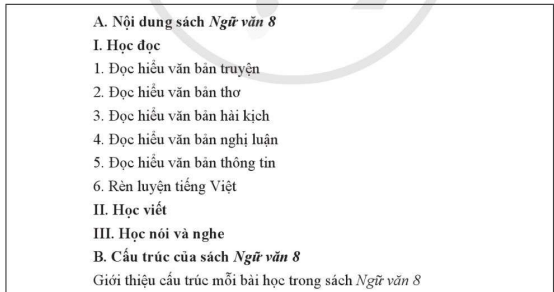 A. Nội dung sách Ngữ văn 8
I. Học đọc
1. Đọc hiểu văn bản truyện
2. Đọc hiểu văn bản thơ
3. Đọc hiểu văn bản hài kịch
4. Đọc hiểu văn bản nghị luận
5. Đọc hiểu văn bản thông tin
6. Rèn luyện tiếng Việt
II. Học viết
III. Học nói và nghe
B. Cấu trúc của sách Ngữ văn 8
Giới thiệu cấu trúc mỗi bài học trong sách Ngữ văn 8